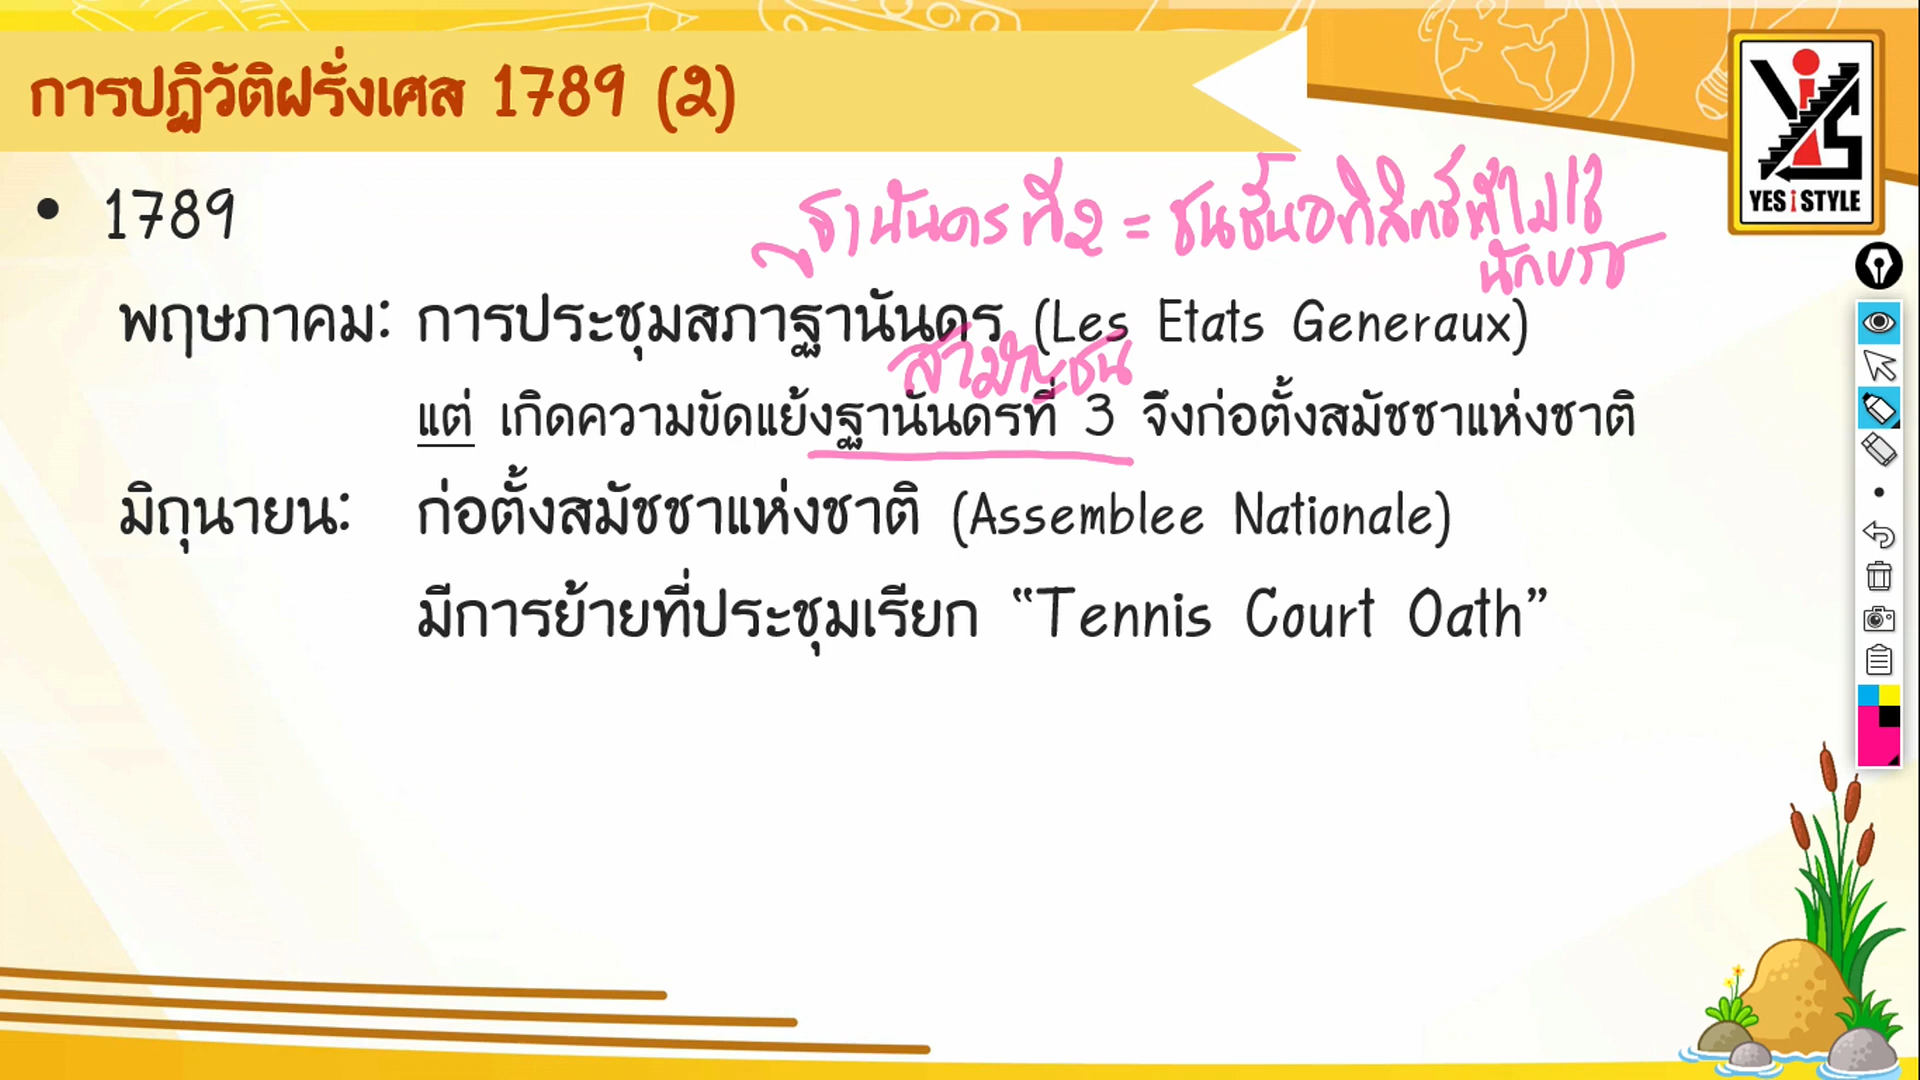 การปฏิวัติฝรั่งเศส 1789 (2)
YES i STYLE
• 1789
ฐานันดรที่ 2 = ชนชั้นอภิสิทธิ์ที่ไม่ใช่
นักบวช
พฤษภาคม: การประชุมสภาฐานันดร (Les Etats Generaux)
สามัญชน
แต่ เกิดความขัดแย้งฐานันดรที่ 3 จึงก่อตั้งสมัชชาแห่งชาติ
มิถุนายน: ก่อตั้งสมัชชาแห่งชาติ (Assemblee Nationale)
มีการย้ายที่ประชุมเรียก “Tennis Court Oath”